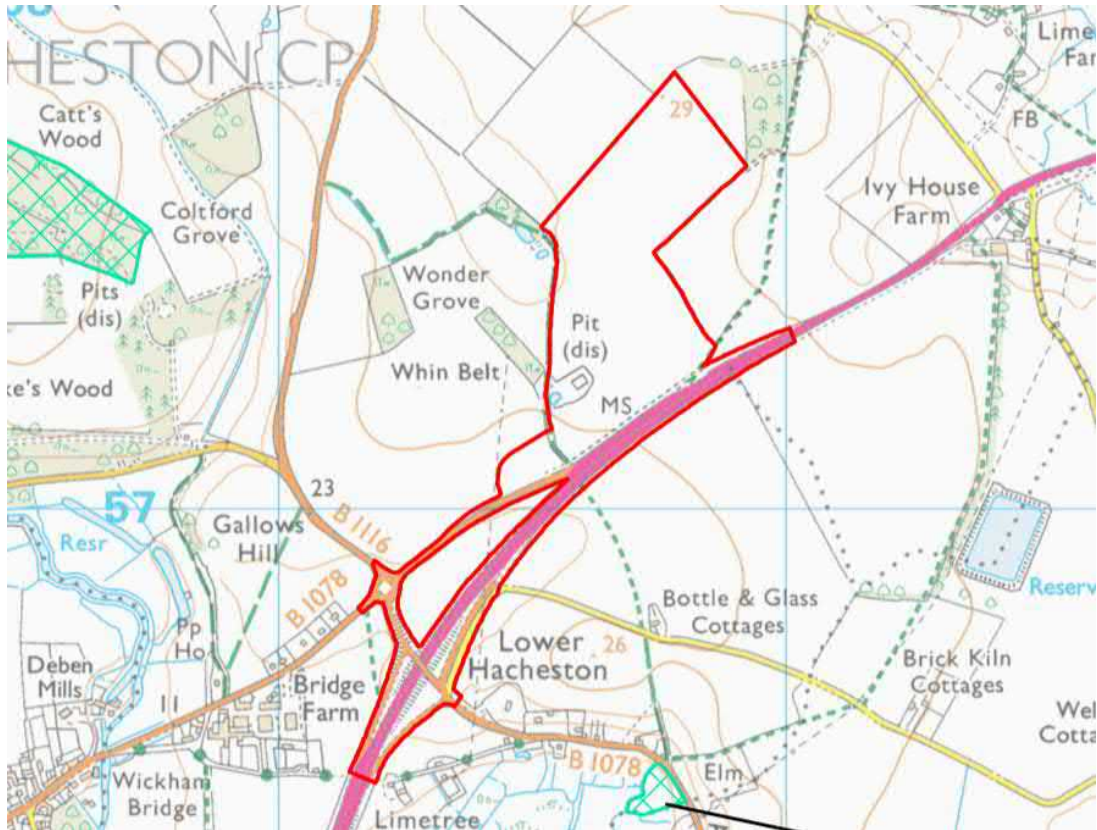 HESTON CP
Catt's
Wood
Coltford
Grove
Pits
(dis)
ke's Wood
29
Wonder
Grove
Whin Belt
Pit
(dis)
MS
Lime
Far
FB
Ivy House
Farm
57
Resr
23
Gallows
Hill
B 1116
B 1078
Pp
Ho
Deben
Mills
11
Bridge
Farm
Lower
Hacheston
26
Bottle & Glass
Cottages
Reserv
Brick Kiln
Cottages
Wel
Cotta
Wickham
Bridge
B 1078
Elm
Limetree